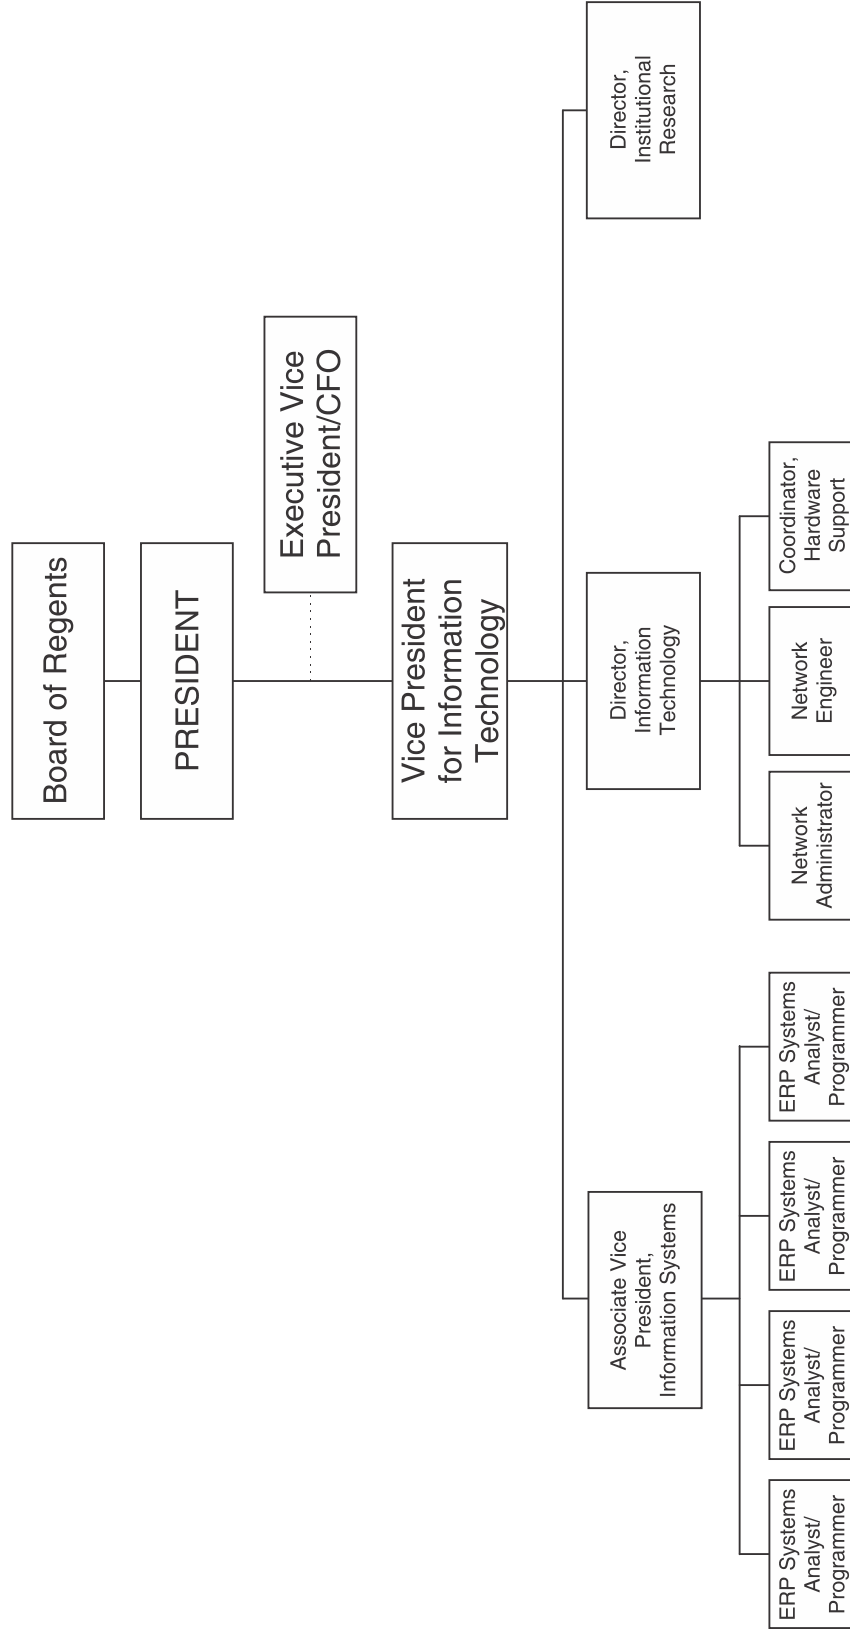 Board of Regents
PRESIDENT
Executive Vice
President/CFO
Vice President
for Information
Technology
Associate Vice
President,
Information Systems
Director,
Information
Technology
Director,
Institutional
Research
ERP Systems
Analyst/
Programmer
ERP Systems
Analyst/
Programmer
ERP Systems
Analyst/
Programmer
ERP Systems
Analyst/
Programmer
Network
Administrator
Network
Engineer
Coordinator,
Hardware
Support